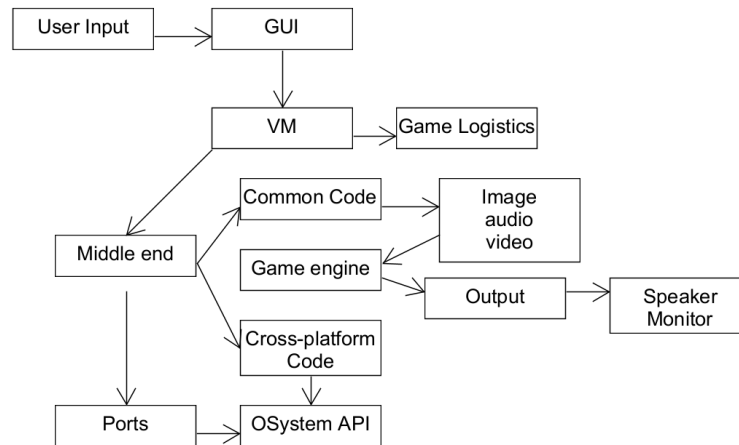 User Input
GUI
VM
Game Logistics
Common Code
Image
audio
video
Middle end
Game engine
Output
Speaker
Monitor
Cross-platform
Code
Ports
OSystem API